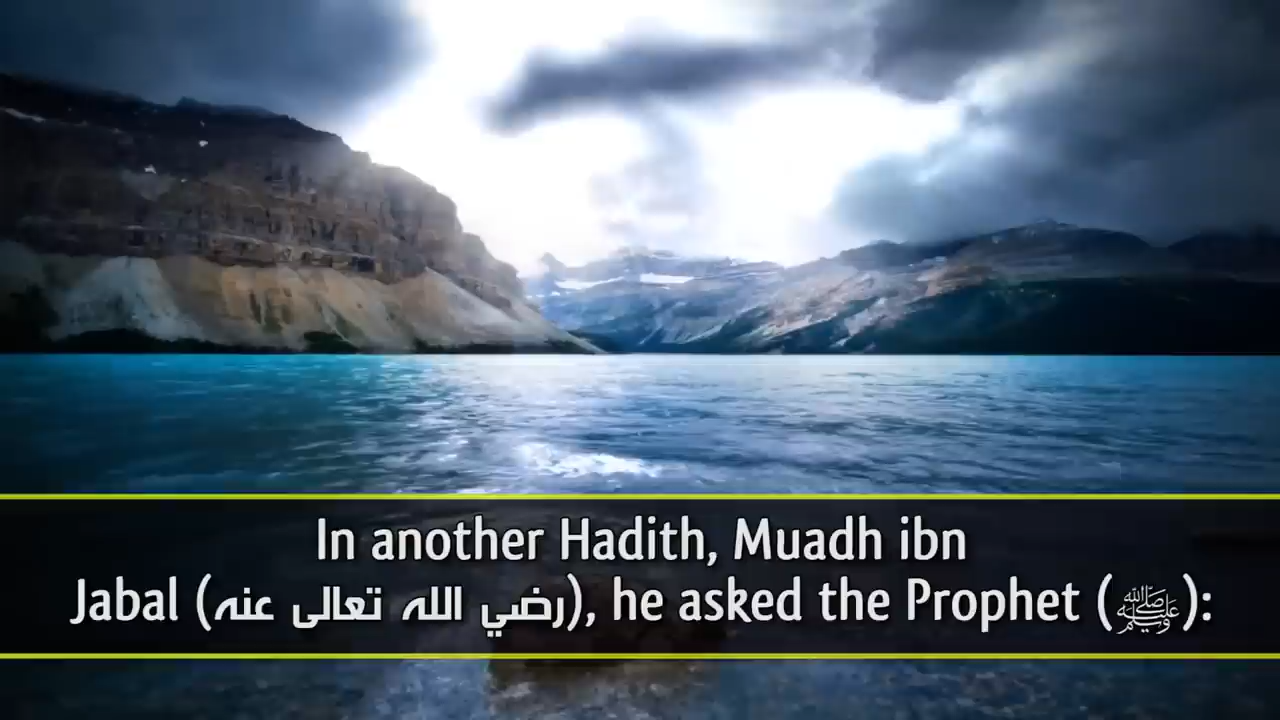 In another Hadith, Muadh ibn
Jabal (رضي الله تعالى عنه), he asked the Prophet (ﷺ):